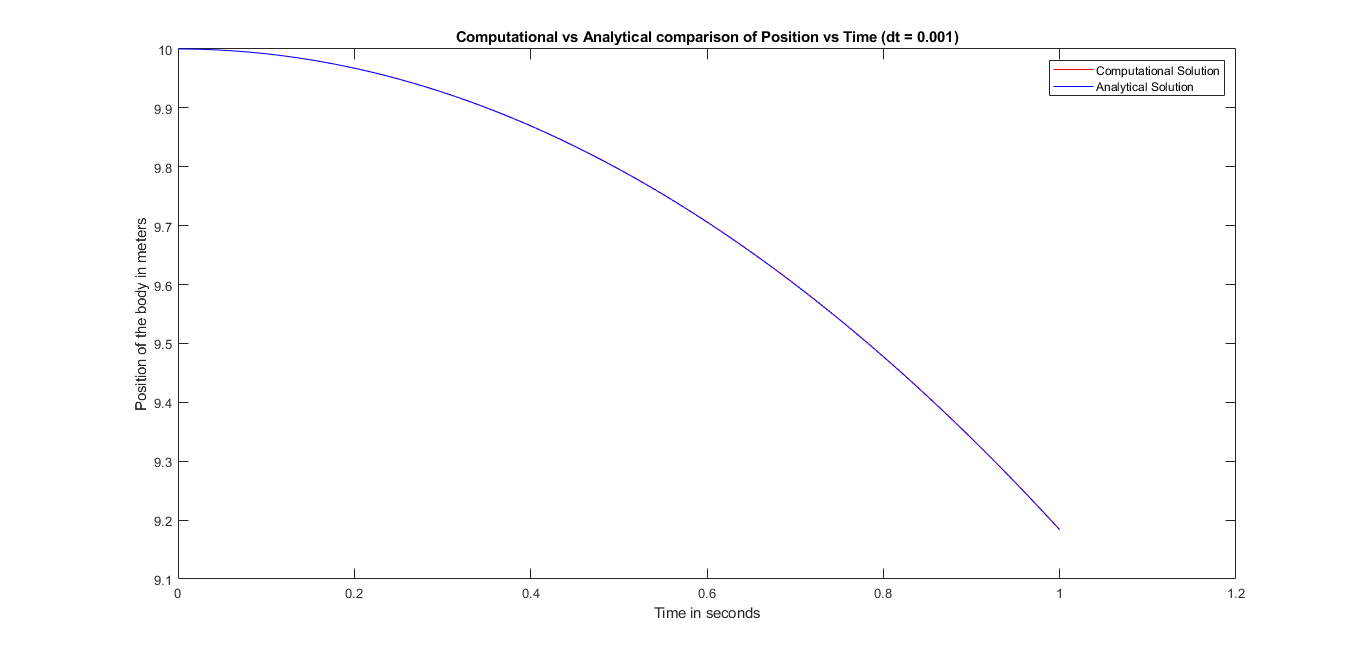 Computational vs Analytical comparison of Position vs Time (dt = 0.001)
Computational Solution
Analytical Solution
Position of the body in meters
10
9.9
9.8
9.7
9.6
9.5
9.4
9.3
9.2
9.1
0 0.2 0.4 0.6 0.8 1 1.2
Time in seconds